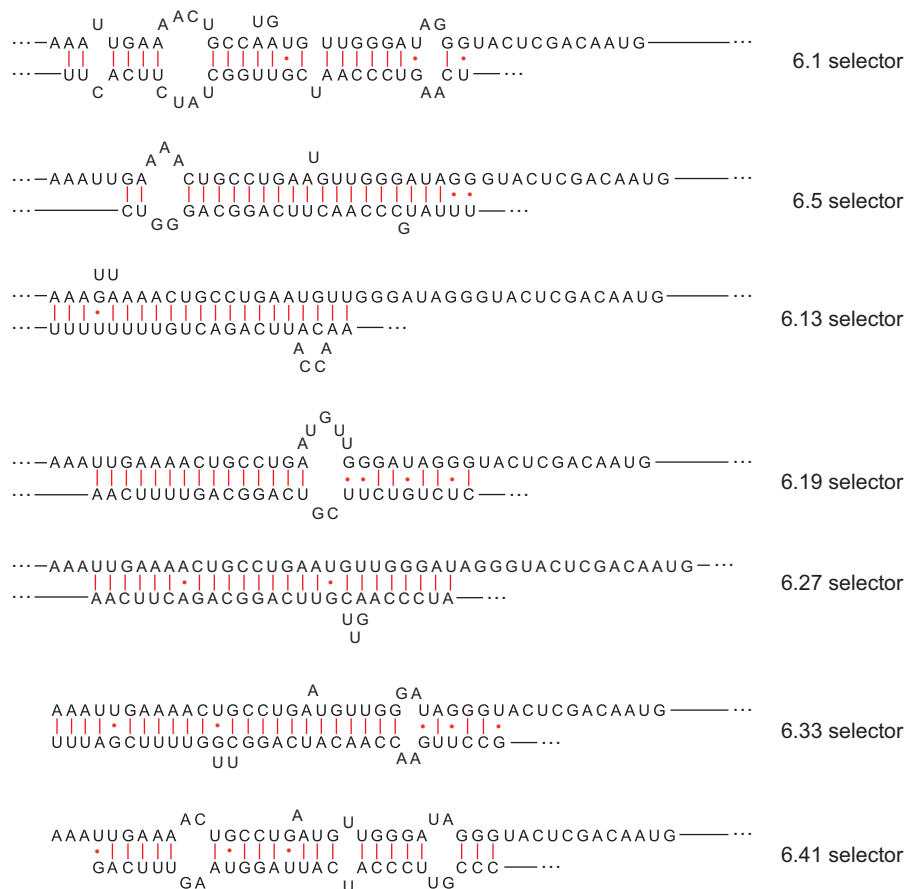 U A AC U UG AG
··· AAA UGAA GCCAAUG UUGGGAU GGUACUCGACAAUG ···
6.1 selector
··· UU ACUU CGGUUGC AACCCUG CU ···
C C UA U U AA
A A A U
··· AAAUUGA CUGCCUGAAGUUGGGAUAGGGUACUCGACAAUG ···
6.5 selector
··· CU GACGGACUUCAACCCUAUUU ···
GG G
UU
··· AAAGAAAACUGCCUGAAUGUUGGGAUAGGGUACUCGACAAUG ···
6.13 selector
··· UUUUUUUUGUCAGACUUACAA ···
A A
CC
G
U U
A U
··· AAAUUGAAAACUGCCUGA GGGAUAGGGUACUCGACAAUG ···
6.19 selector
··· AACUUUUGACGGACU UUCUGUCUC ···
GC
··· AAAUUGAAAACUGCCUGAAUGUUGGGAUAGGGUACUCGACAAUG ···
6.27 selector
··· AACUUCAGACGGACUUGCAACCCUA ···
UG
U
A GA
AAAUUGAAAACUGCCUGAUGUUGG UAGGGUACUCGACAAUG ···
6.33 selector
UUUAGCUUUUGGCGGACUACAACC GUUCCG ···
UU AA
AC A U UA
AAAUUGAAA UGCCUGAUG UGGGA GGGUACUCGACAAUG ···
6.41 selector
GACUUU AUGGAUUAC ACCCU CCC ···
GA U UG